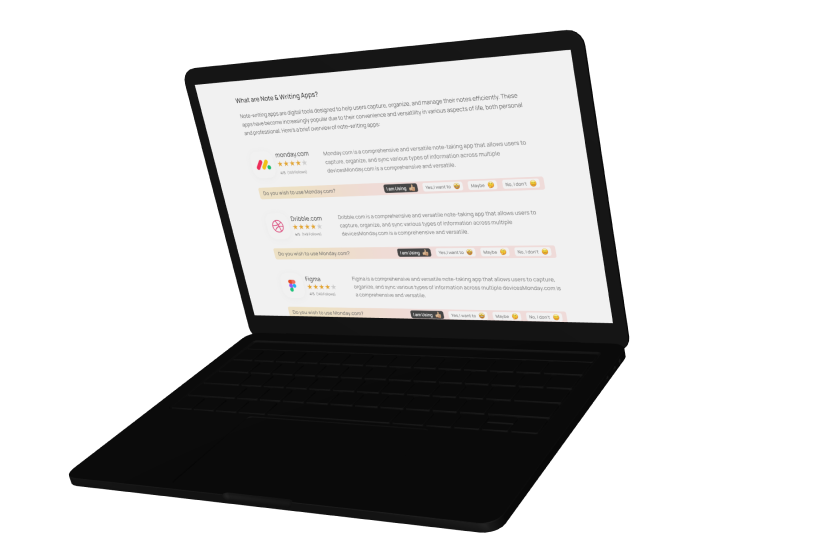 What are Note & Writing Apps?
Note-writing apps are digital tools designed to help users capture, organize, and manage their notes efficiently. These
apps have become increasingly popular due to their convenience and versatility in various aspects of life, both personal
and professional. Here's a brief overview of note-writing apps:
monday.com
Monday.com is a comprehensive and versatile note-taking app that allows users to
capture, organize, and sync various types of information across multiple
devicesMonday.com is a comprehensive and versatile.
Do you wish to use Monday.com?
I am Using
Yes, I want to
Maybe
No, I don't
Dribble.com
Dribble.com is a comprehensive and versatile note-taking app that allows users to
capture, organize, and sync various types of information across multiple
devicesMonday.com is a comprehensive and versatile.
Do you wish to use Monday.com?
I am Using
Yes, I want to
Maybe
No, I don't
Figma
Figma is a comprehensive and versatile note-taking app that allows users to capture,
organize, and sync various types of information across multiple devicesMonday.com is
a comprehensive and versatile.
Do you wish to use Monday.com?
I am Using
Yes, I want to
Maybe
No, I don't